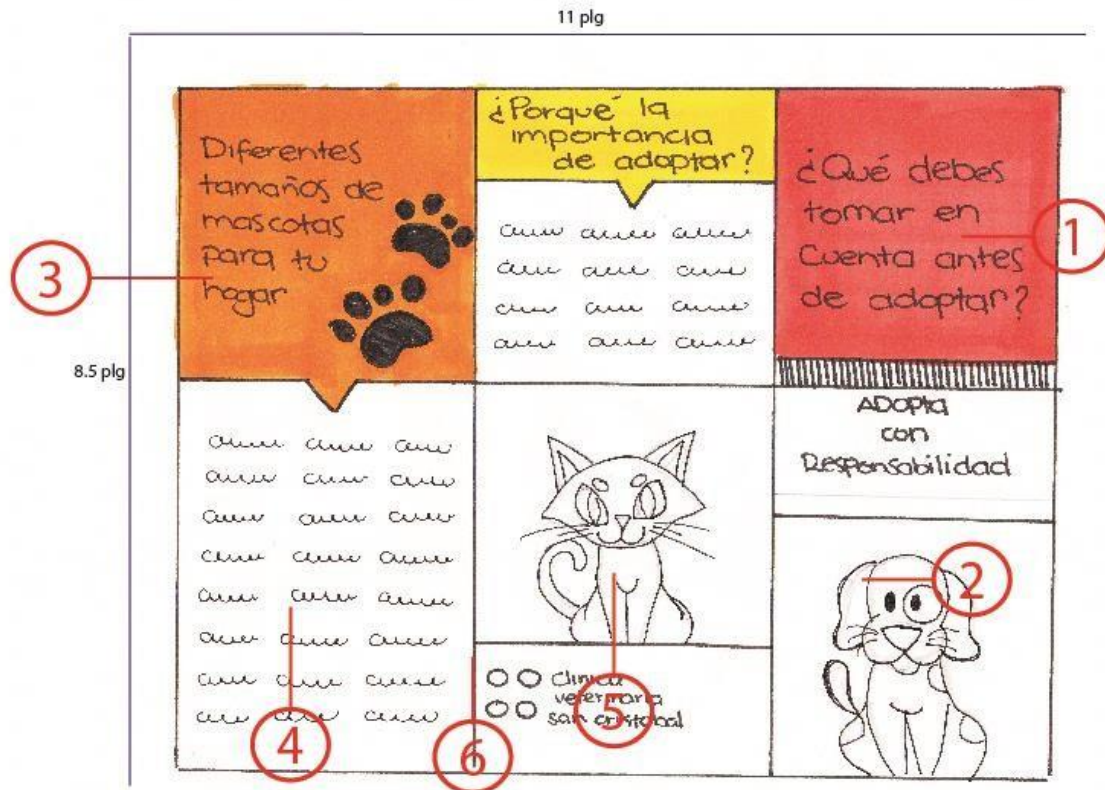 11 plg
8.5 plg
Diferentes
tamaños de
mascotas
para tu
hogar
3
4
¿Porqué la
importancia
de adoptar?
5
clinica
veterinaria
san cristobal
6
¿Qué debes
tomar en
Cuenta antes
de adoptar?
1
ADOPTA
con
Responsabilidad
2